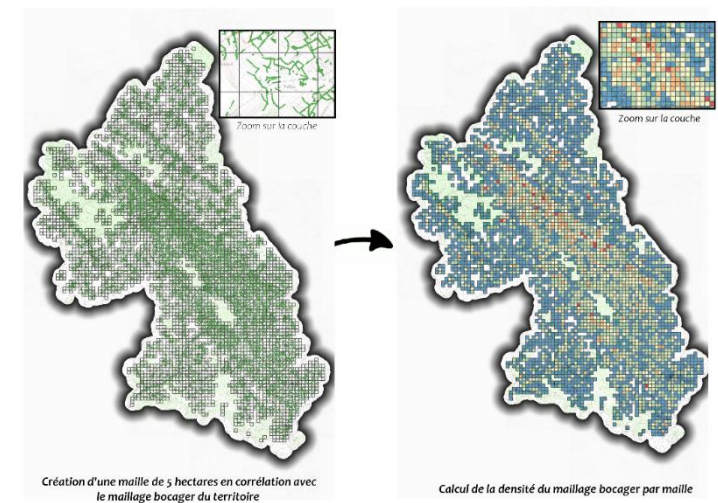 Zoom sur la couche
Création d'une maille de 5 hectares en corrélation avec
le maillage bocager du territoire
Zoom sur la couche
Calcul de la densité du maillage bocager par maille